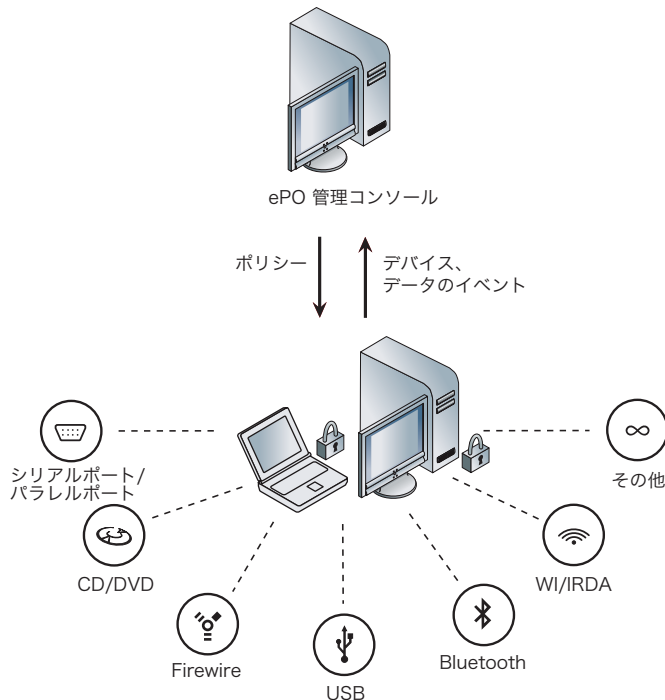 ePO 管理コンソール
ポリシー
デバイス、
データのイベント
シリアルポート/
パラレルポート
その他
CD/DVD
WI/IRDA
Firewire
Bluetooth
USB